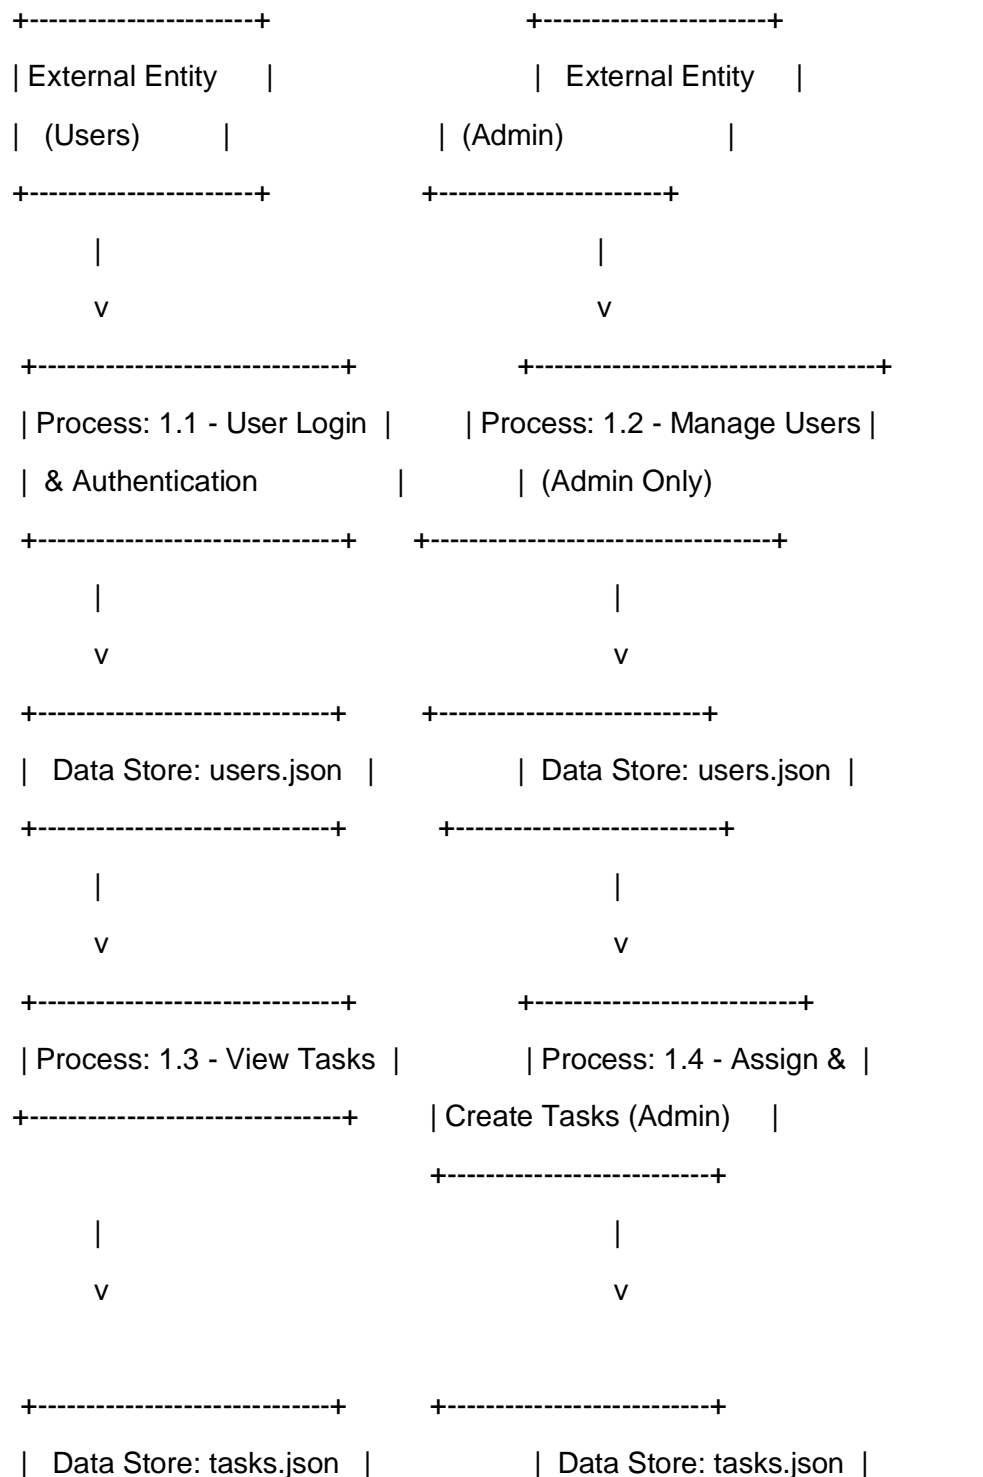 +-----------------------+ +-----------------------+
| External Entity | | External Entity |
| (Users) | | (Admin) |
+-----------------------+ +-----------------------+
| |
v v
+-------------------------------+ +-----------------------------------+
| Process: 1.1 - User Login | | Process: 1.2 - Manage Users |
| & Authentication | | (Admin Only)
+-------------------------------+ +-----------------------------------+
| |
v v
+------------------------------+ +---------------------------+
| Data Store: users.json | | Data Store: users.json |
+------------------------------+ +---------------------------+
| |
v v
+-------------------------------+ +---------------------------+
| Process: 1.3 - View Tasks | | Process: 1.4 - Assign & |
+--------------------------------+ | Create Tasks (Admin) |
+---------------------------+
| |
v v
+------------------------------+ +---------------------------+
| Data Store: tasks.json | | Data Store: tasks.json |